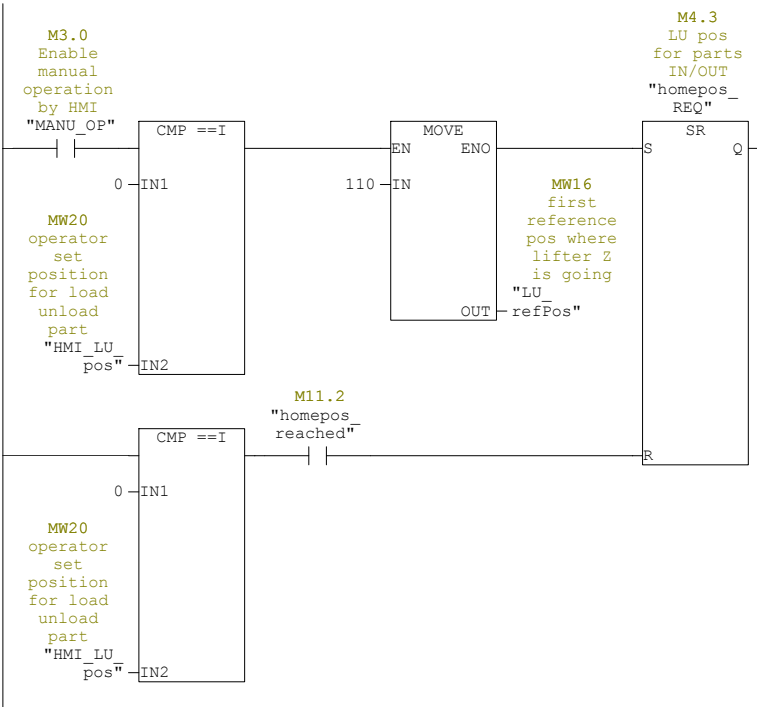 M3.0
Enable
manual
operation
by HMI
"MANU_OP"
CMP ==I
0
IN1
MW20
operator
set
position
for load
unload
part
"HMI_LU_
pos"
IN2
MOVE
EN
ENO
110
IN
MW16
first
reference
pos where
lifter Z
is going
"LU_
refPos"
OUT
M4.3
LU pos
for parts
IN/OUT
"homepos_
REQ"
SR
S
Q
R
CMP ==I
M11.2
"homepos_
reached"
0
IN1
MW20
operator
set
position
for load
unload
part
"HMI_LU_
pos"
IN2